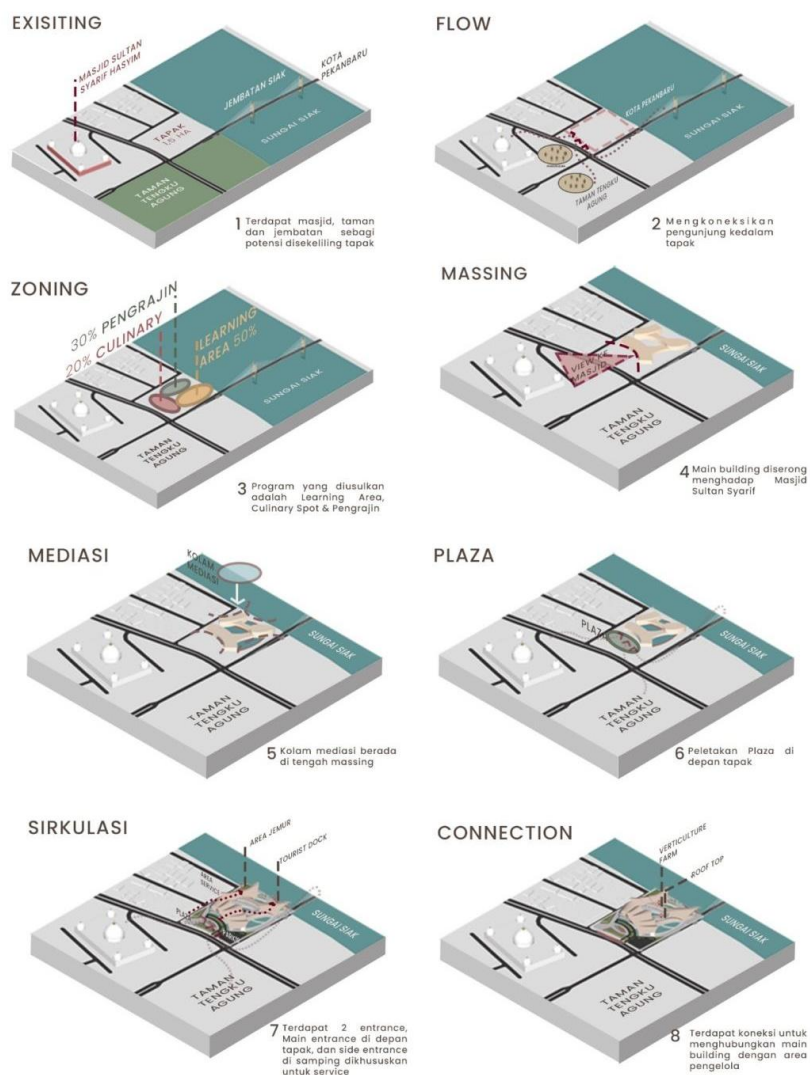 EXISITING
MASJID SULTAN
SYARIF HASYIM
KOTA
PEKANBARU
JEMBATAN SIAK
TAPAK
1,5 HA
SUNGAI SIAK
TAMAN
TENGKU
AGUNG
1 Terdapat masjid, taman
dan jembatan sebagi
potensi disekeliling tapak
FLOW
KOTA PEKANBARU
SUNGAI SIAK
TAMAN TENGKU
AGUNG
2 Mengkoneksikan
pengunjung kedalam
tapak
ZONING
30% PENGRAJIN
20% CULINARY
LEARNING
AREA 50%
SUNGAI SIAK
TAMAN
TENGKU
AGUNG
3 Program yang diusulkan
adalah Learning Area,
Culinary Spot & Pengrajin
MASSING
VIEW KE
MASJID
SUNGAI SIAK
TAMAN
TENGKU
AGUNG
4 Main building diserong
menghadap Masjid
Sultan Syarif
MEDIASI
KOLAM
MEDIASI
SUNGAI SIAK
TAMAN
TENGKU
AGUNG
5 Kolam mediasi berada
di tengah massing
PLAZA
PLAZA
SUNGAI SIAK
TAMAN
TENGKU
AGUNG
6 Peletakan Plaza di
depan tapak
SIRKULASI
AREA JEMUR
TOURIST DOCK
AREA
SERVICE
SUNGAI SIAK
TAMAN
TENGKU
AGUNG
7 Terdapat 2 entrance,
Main entrance di depan
tapak, dan side entrance
di samping dikhususkan
untuk service
CONNECTION
VERTICULTURE
FARM
ROOF TOP
SUNGAI SIAK
TAMAN
TENGKU
AGUNG
8 Terdapat koneksi untuk
menghubungkan main
building dengan area
pengelola